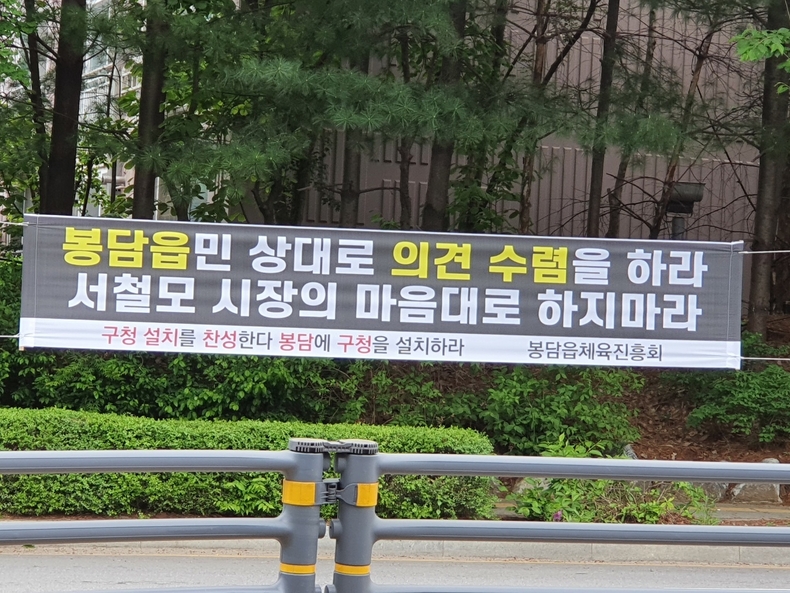 봉담읍민 상대로 의견 수렴을 하라
서철모 시장의 마음대로 하지마라
구청 설치를 찬성한다 봉담에 구청을 설치하라 봉담읍체육진흥회